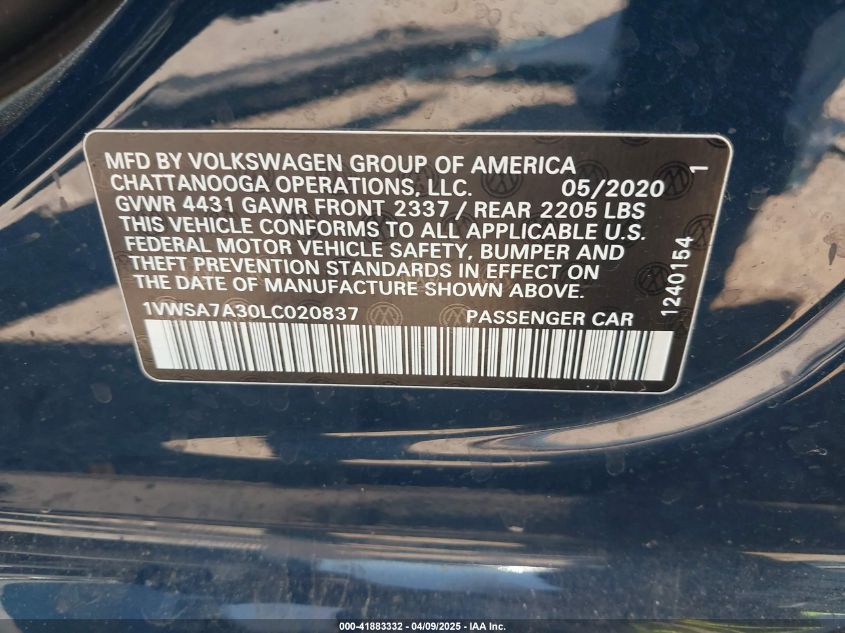 MFD BY VOLKSWAGEN GROUP OF AMERICA
CHATTANOOGA OPERATIONS, LLC. 05/2020
GVWR 4431 GAWR FRONT 2337 / REAR 2205 LBS
THIS VEHICLE CONFORMS TO ALL APPLICABLE U.S.
FEDERAL MOTOR VEHICLE SAFETY, BUMPER AND
THEFT PREVENTION STANDARDS IN EFFECT ON
THE DATE OF MANUFACTURE SHOWN ABOVE.
1VWSA7A30LC020837 PASSENGER CAR
1240154 1
000-41883332 - 04/09/2025 - IAA Inc.